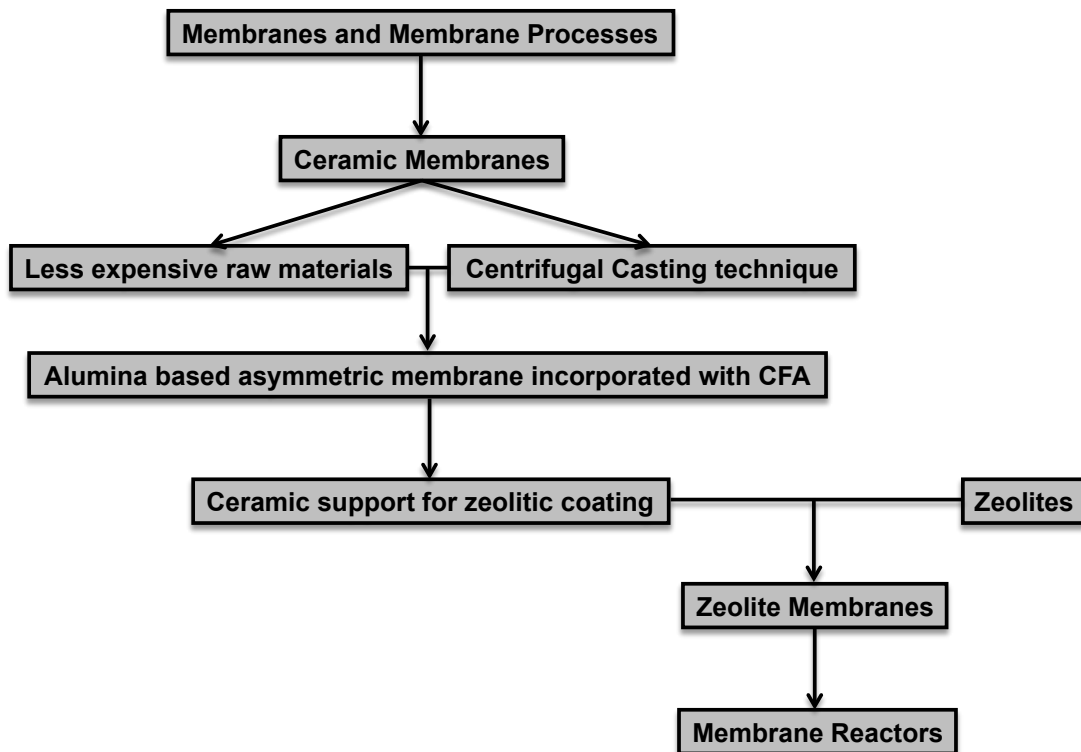 Membranes and Membrane Processes
Ceramic Membranes
Less expensive raw materials
Centrifugal Casting technique
Alumina based asymmetric membrane incorporated with CFA
Ceramic support for zeolitic coating
Zeolites
Zeolite Membranes
Membrane Reactors